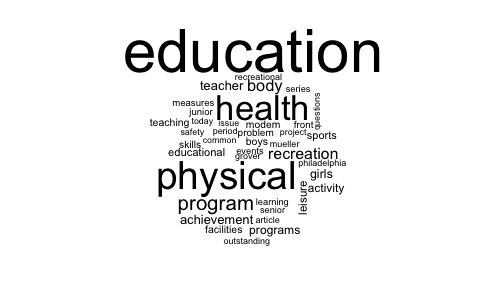 education
recreational
teacher body series
measures health questions
junior
teaching today issue modem front
safety period problem project sports
skills common boys mueller
educational events grover recreation
philadelphia
physical girls
activity
program learning leisure
senior
achievement article
facilities programs
outstanding